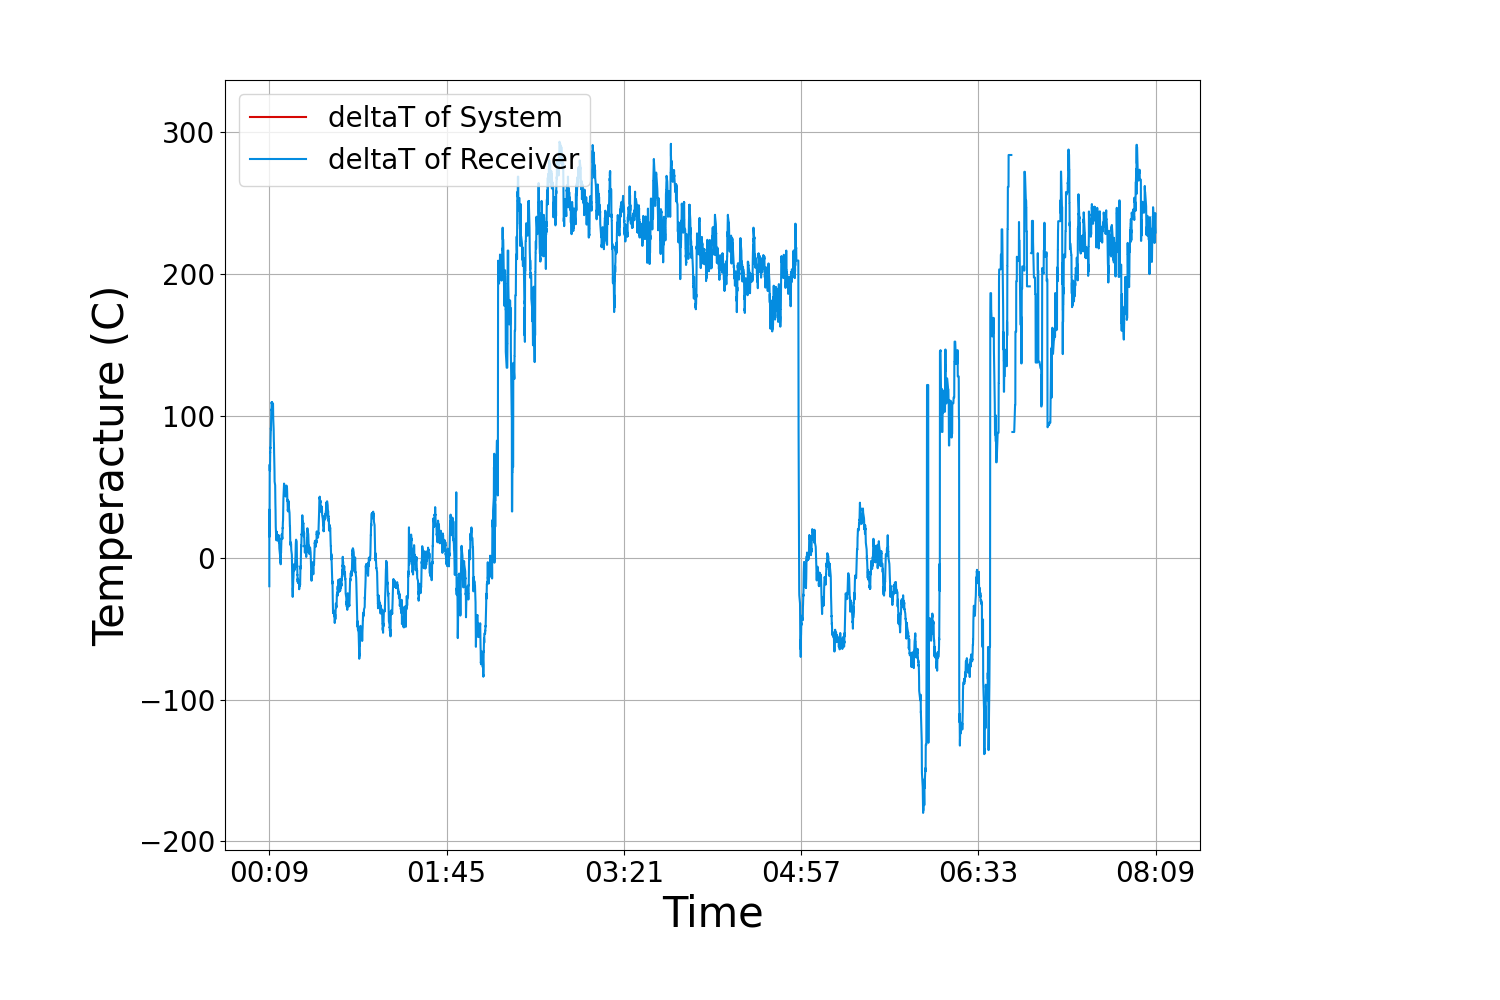 deltaT of System
deltaT of Receiver
300
200
100
0
−100
−200
Temperacture (C)
00:09 01:45 03:21 04:57 06:33 08:09
Time